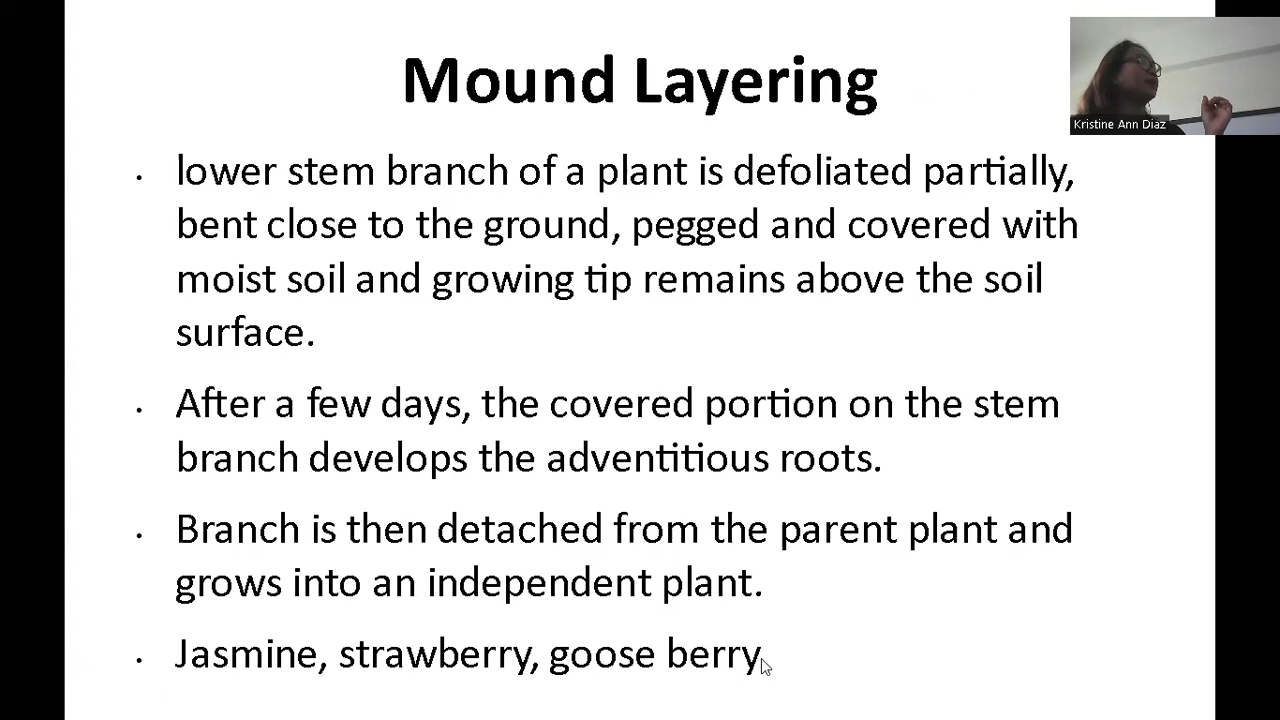 Mound Layering
Kristine Ann Diaz
• lower stem branch of a plant is defoliated partially,
bent close to the ground, pegged and covered with
moist soil and growing tip remains above the soil
surface.
• After a few days, the covered portion on the stem
branch develops the adventitious roots.
• Branch is then detached from the parent plant and
grows into an independent plant.
• Jasmine, strawberry, goose berry